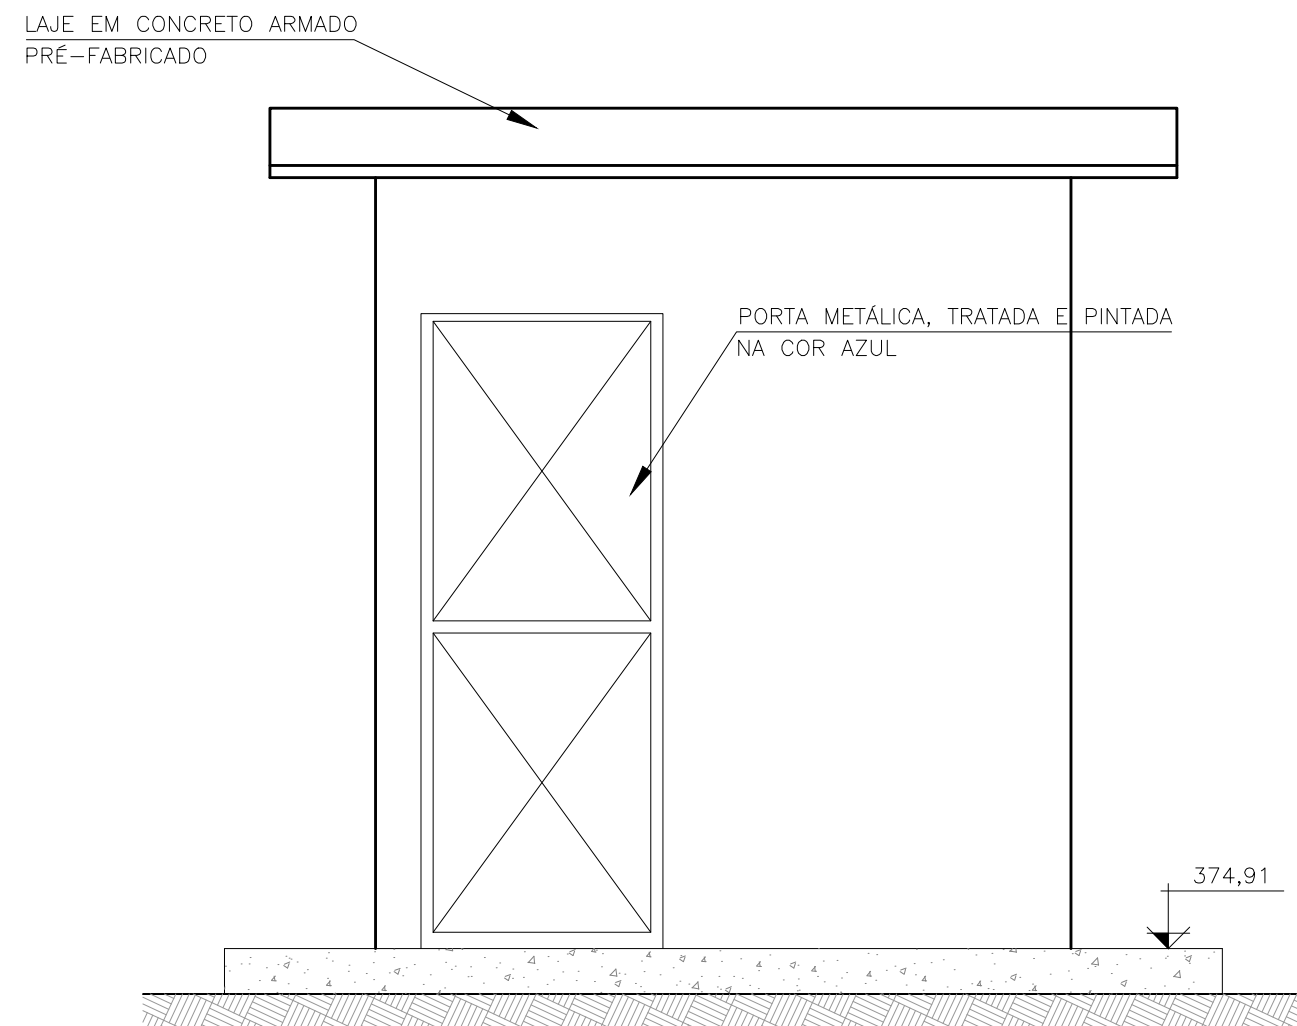 LAJE EM CONCRETO ARMADO
PRÉ-FABRICADO
PORTA METÁLICA, TRATADA E PINTADA
NA COR AZUL
374,91